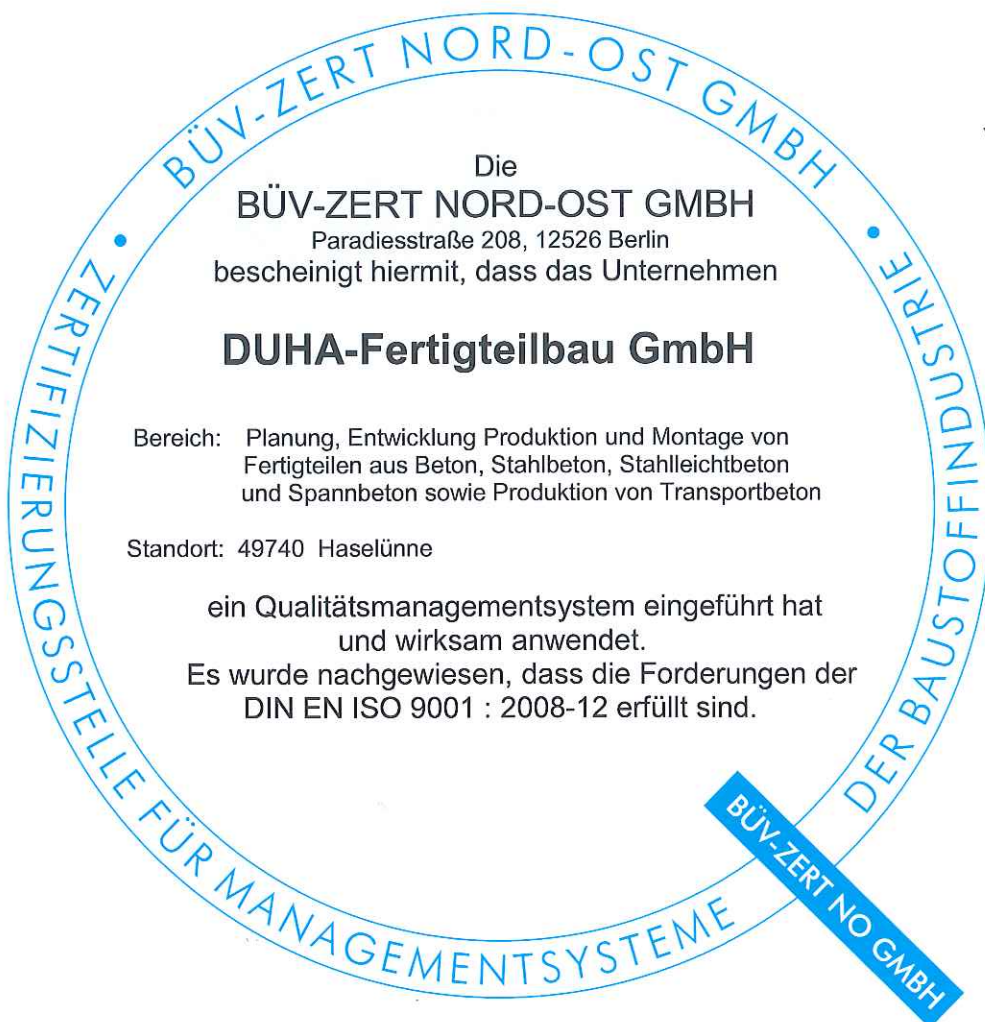 BÜV-ZERT NORD-OST GMBH
ZERTIFIZIERUNGSSTELLE FÜR MANAGEMENTSYSTEME
DER BAUSTOFFINDUSTRIE
Die
BÜV-ZERT NORD-OST GMBH
Paradiesstraße 208, 12526 Berlin
bescheinigt hiermit, dass das Unternehmen
DUHA-Fertigteilbau GmbH
Bereich: Planung, Entwicklung Produktion und Montage von
Fertigteilen aus Beton, Stahlbeton, Stahlleichtbeton
und Spannbeton sowie Produktion von Transportbeton
Standort: 49740 Haselünne
ein Qualitätsmanagementsystem eingeführt hat
und wirksam anwendet.
Es wurde nachgewiesen, dass die Forderungen der
DIN EN ISO 9001 : 2008-12 erfüllt sind.
BÜV-ZERT NO GMBH